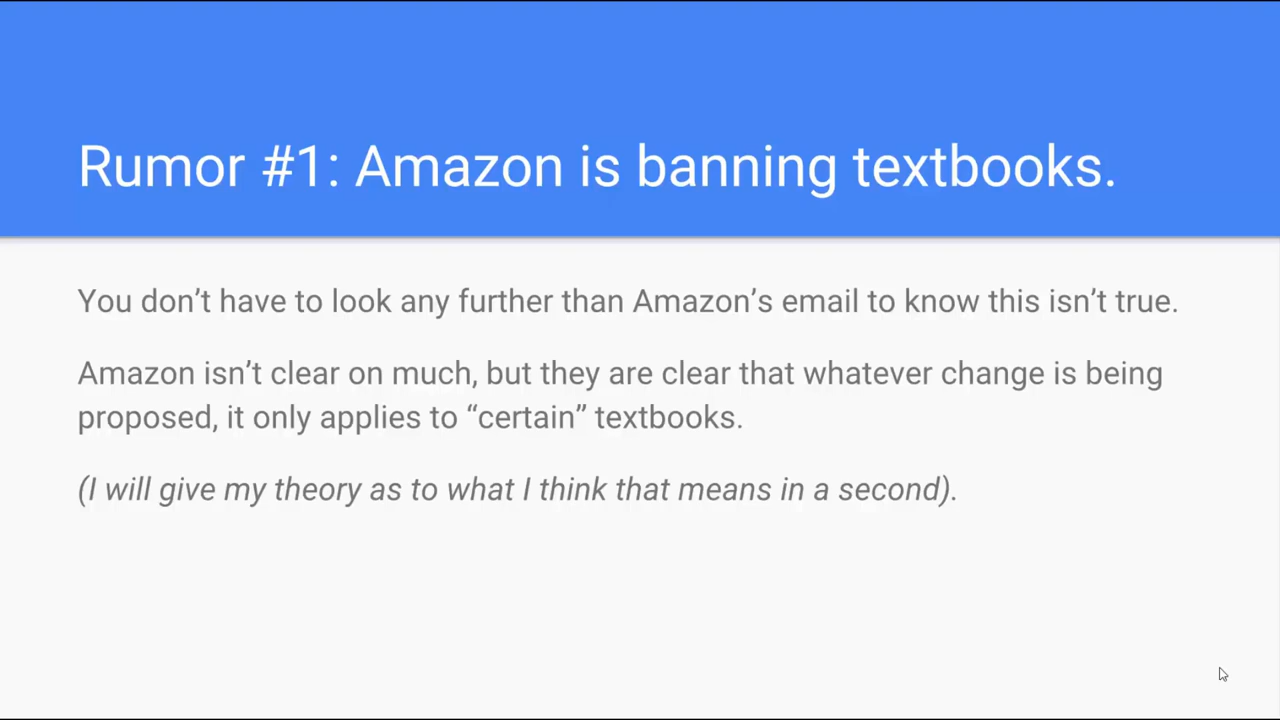 Rumor #1: Amazon is banning textbooks.
You don’t have to look any further than Amazon’s email to know this isn’t true.
Amazon isn’t clear on much, but they are clear that whatever change is being
proposed, it only applies to “certain” textbooks.
(I will give my theory as to what I think that means in a second).